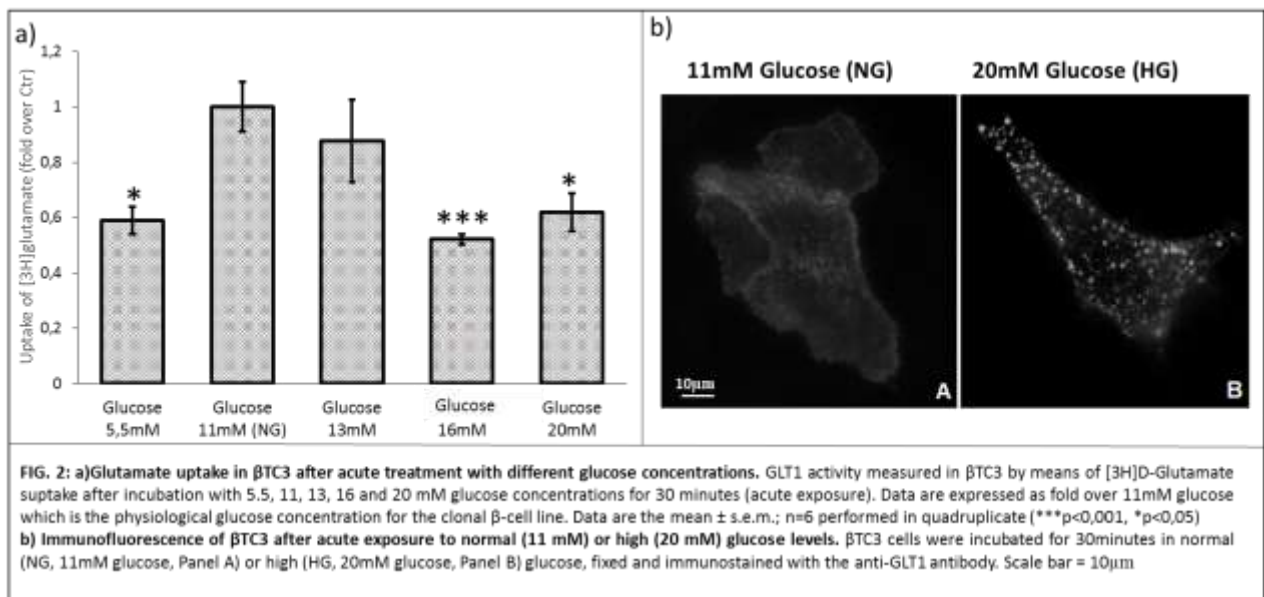 a)
1,2
1
0,8
0,6
0,4
0,2
0
Uptake of [3H]glutamate (fold over Ctr)
*
***
*
Glucose 5,5mM
Glucose 11mM (NG)
Glucose 13mM
Glucose 16mM
Glucose 20mM
b)
11mM Glucose (NG)
20mM Glucose (HG)
10μm
A
B
FIG. 2: a)Glutamate uptake in βTC3 after acute treatment with different glucose concentrations. GLT1 activity measured in βTC3 by means of [3H]D-Glutamate
suptake after incubation with 5.5, 11, 13, 16 and 20 mM glucose concentrations for 30 minutes (acute exposure). Data are expressed as fold over 11mM glucose
which is the physiological glucose concentration for the clonal β-cell line. Data are the mean ± s.e.m.; n=6 performed in quadruplicate (***p<0,001, *p<0,05)
b) Immunofluorescence of βTC3 after acute exposure to normal (11 mM) or high (20 mM) glucose levels. βTC3 cells were incubated for 30minutes in normal
(NG, 11mM glucose, Panel A) or high (HG, 20mM glucose, Panel B) glucose, fixed and immunostained with the anti-GLT1 antibody. Scale bar = 10μm